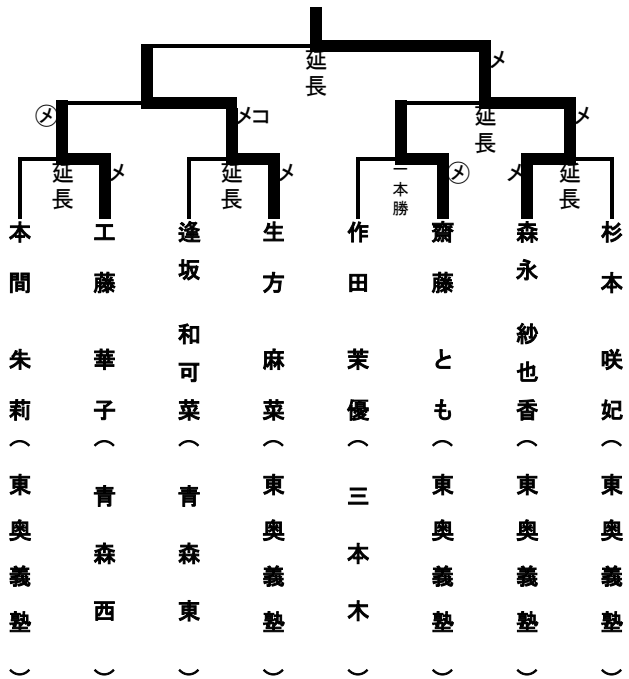 延長
メ
㋱
メコ
延長
メ
延長
メ
延長
メ
一本勝
㋱
メ
延長
本間 朱莉（東奥義塾）
工藤 華子（青森西）
逢坂 和可菜（青森東）
生方 麻菜（東奥義塾）
作田 茉優（三本木）
齋藤 とも（東奥義塾）
森永 紗也香（東奥義塾）
杉本 咲妃（東奥義塾）